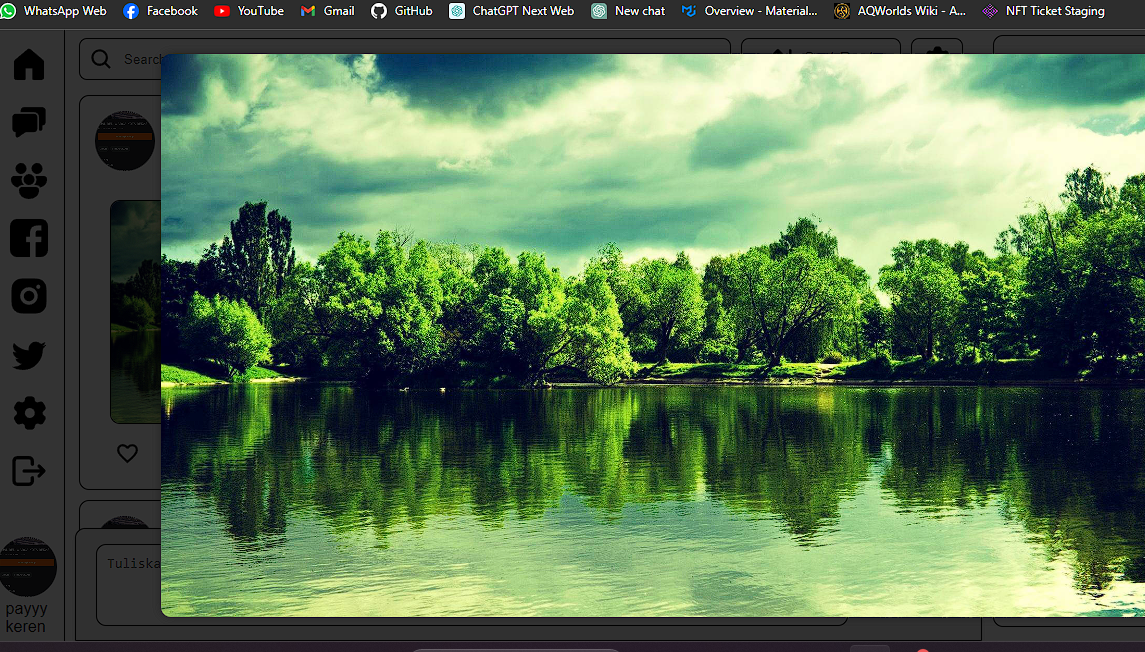 WhatsApp Web
Facebook
YouTube
Gmail
GitHub
ChatGPT Next Web
New chat
Overview - Material...
AQWorlds Wiki - A...
NFT Ticket Staging
Search
Tuliska
payyy
keren